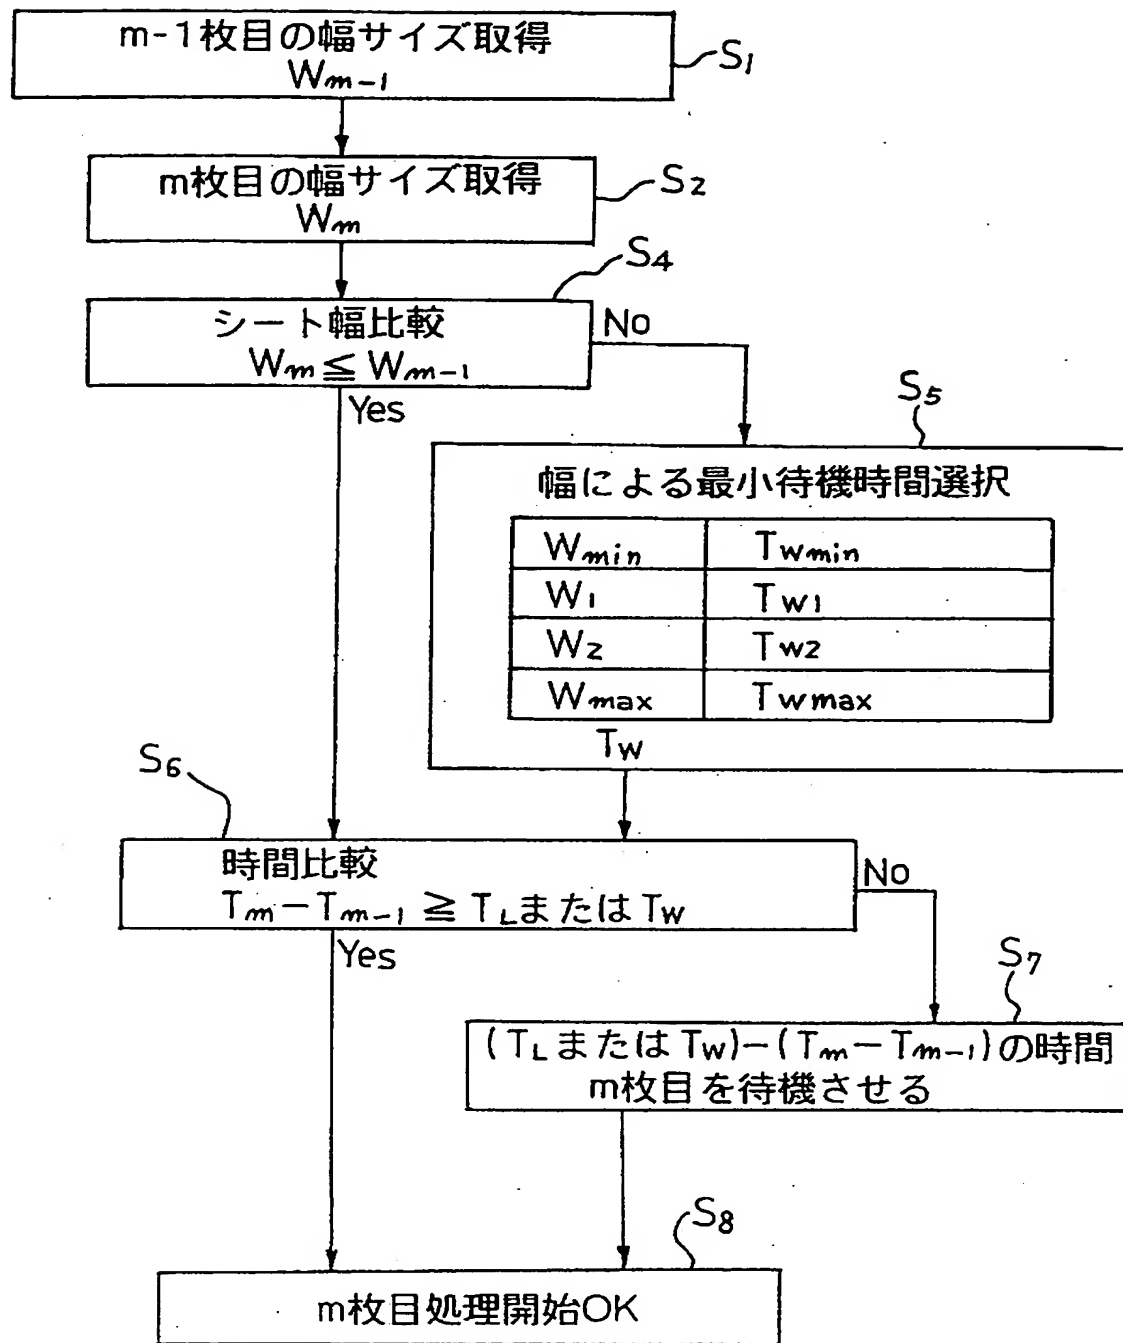 m-1枚目の幅サイズ取得
Wm-1
S1
m枚目の幅サイズ取得
Wm
S2
S4
シート幅比較
Wm ≦ Wm-1
No
Yes
S5
幅による最小待機時間選択
Wmin Twmin
W1 Tw1
W2 Tw2
Wmax Twmax
Tw
S6
時間比較
Tm-Tm-1 ≧ TLまたはTw
No
Yes
S7
(TLまたはTw)-(Tm-Tm-1)の時間
m枚目を待機させる
S8
m枚目処理開始OK